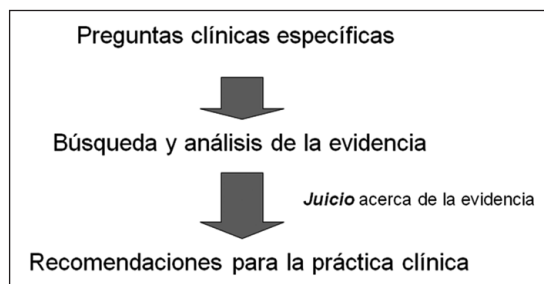 Preguntas clínicas específicas
Búsqueda y análisis de la evidencia
Juicio acerca de la evidencia
Recomendaciones para la práctica clínica